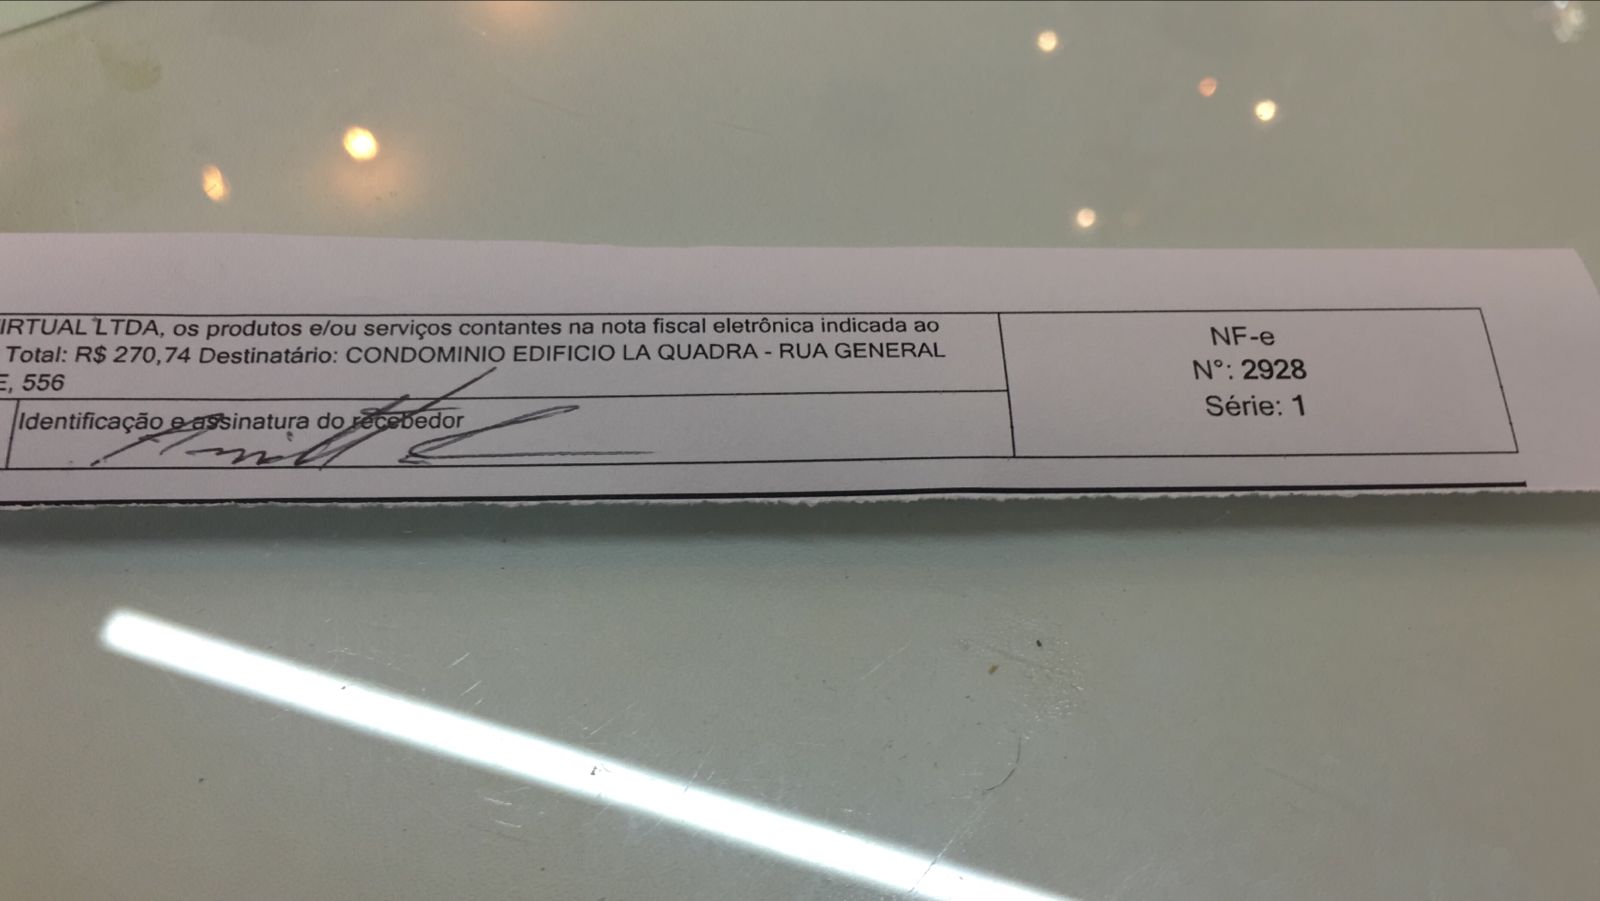 IRTUAL LTDA, os produtos e/ou serviços contantes na nota fiscal eletrônica indicada ao
Total: R$ 270,74 Destinatário: CONDOMINIO EDIFICIO LA QUADRA - RUA GENERAL
E, 556
Identificação e assinatura do recebedor
NF-e
N°: 2928
Série: 1